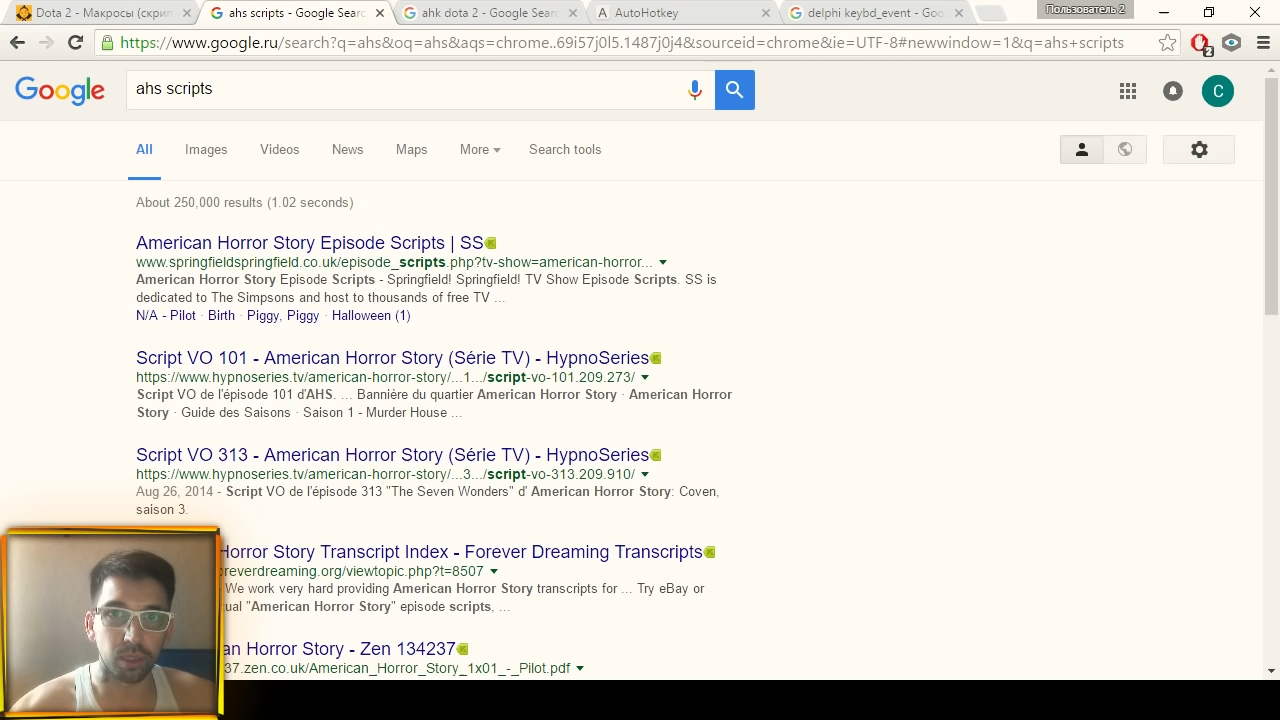 Dota 2 - Макросы (скрип
ahs scripts - Google Sear
ahk dota 2 - Google Sear
AutoHotkey
delphi keybd_event - Goo
Пользователь 2
https://www.google.ru/search?q=ahs&oq=ahs&aqs=chrome..69i57j0l5.1487j0j4&sourceid=chrome&ie=UTF-8#newwindow=1&q=ahs+scripts
2
Google
ahs scripts
C
All Images Videos News Maps More Search tools
About 250,000 results (1.02 seconds)
American Horror Story Episode Scripts | SS
www.springfieldspringfield.co.uk/episode_scripts.php?tv-show=american-horror...
American Horror Story Episode Scripts - Springfield! Springfield! TV Show Episode Scripts. SS is
dedicated to The Simpsons and host to thousands of free TV ...
N/A - Pilot · Birth · Piggy, Piggy · Halloween (1)
Script VO 101 - American Horror Story (Série TV) - HypnoSeries
https://www.hypnoseries.tv/american-horror-story/...1.../script-vo-101.209.273/
Script VO de l'épisode 101 d'AHS. ... Bannière du quartier American Horror Story · American Horror
Story · Guide des Saisons · Saison 1 - Murder House ...
Script VO 313 - American Horror Story (Série TV) - HypnoSeries
https://www.hypnoseries.tv/american-horror-story/...3.../script-vo-313.209.910/
Aug 26, 2014 - Script VO de l'épisode 313 "The Seven Wonders" d' American Horror Story: Coven,
saison 3.
Horror Story Transcript Index - Forever Dreaming Transcripts
reverdreaming.org/viewtopic.php?t=8507
We work very hard providing American Horror Story transcripts for ... Try eBay or
ual "American Horror Story" episode scripts, ...
an Horror Story - Zen 134237
37.zen.co.uk/American_Horror_Story_1x01_-_Pilot.pdf